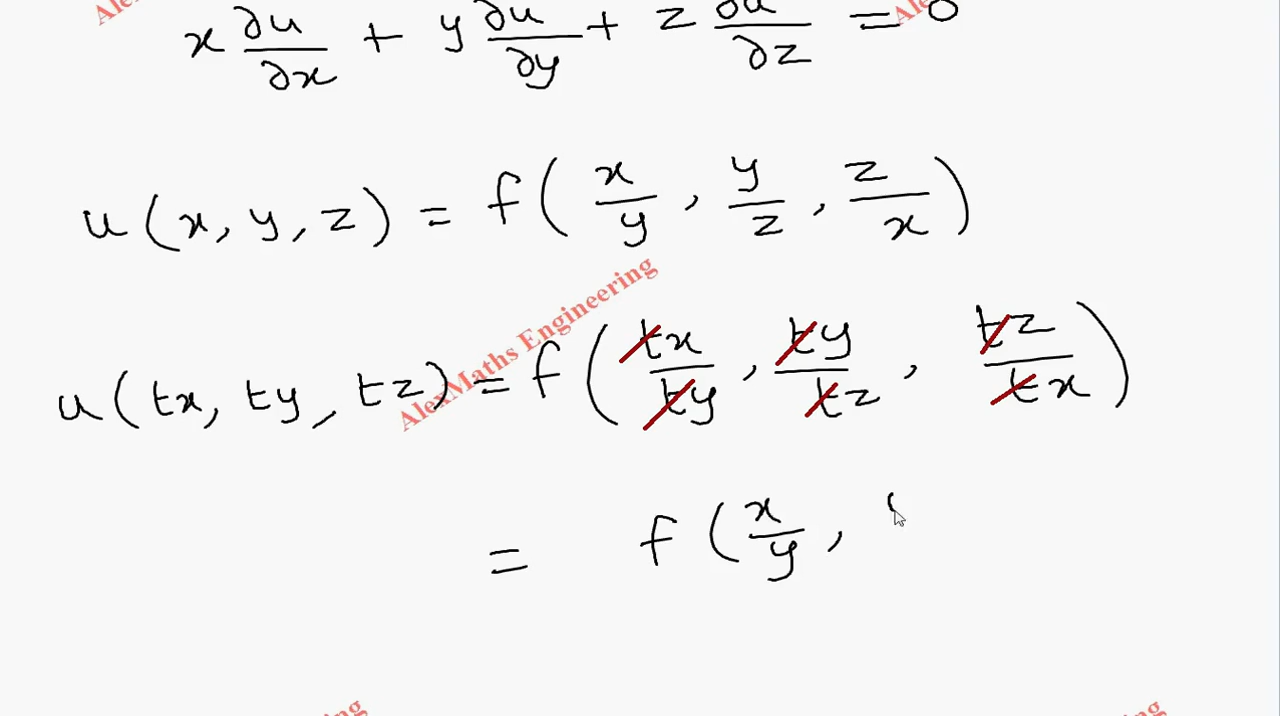 x ∂u/∂x + y ∂u/∂y + z ∂u/∂z = 0
u(x, y, z) = f( x/y , y/z , z/x )
AlexMaths Engineering
u(tx, ty, tz) = f( tx/ty , ty/tz , tz/tx )
= f( x/y ,